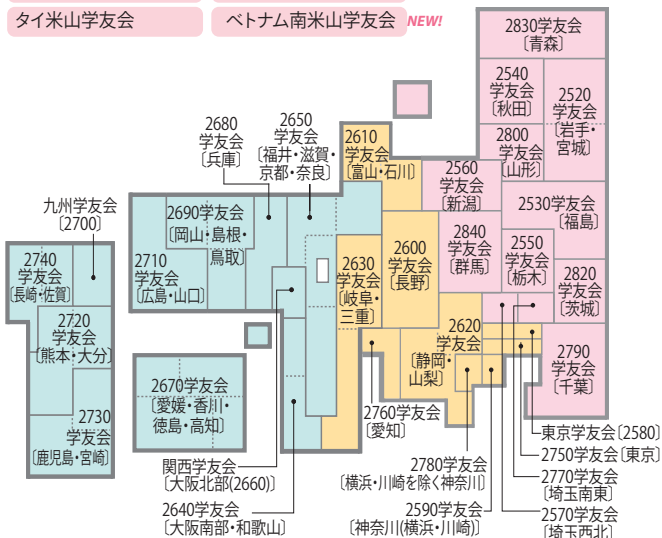 タイ米山学友会
ベトナム南米山学友会 NEW!
2830学友会
〔青森〕
2540
学友会
〔秋田〕
2520
学友会
〔岩手・
宮城〕
2800
学友会
〔山形〕
2680
学友会
〔兵庫〕
2650
学友会
〔福井・滋賀・
京都・奈良〕
2610
学友会
〔富山・石川〕
2560
学友会
〔新潟〕
2530学友会
〔福島〕
九州学友会
〔2700〕
2690学友会
〔岡山・島根・
鳥取〕
2840
学友会
〔群馬〕
2550
学友会
〔栃木〕
2740
学友会
〔長崎・佐賀〕
2710
学友会
〔広島・山口〕
2630
学友会
〔岐阜・
三重〕
2600
学友会
〔長野〕
2820
学友会
〔茨城〕
2720
学友会
〔熊本・大分〕
2620
学友会
〔静岡・
山梨〕
2790
学友会
〔千葉〕
2670学友会
〔愛媛・香川・
徳島・高知〕
2730
学友会
〔鹿児島・宮崎〕
2760学友会
〔愛知〕
東京学友会〔2580〕
2750学友会〔東京〕
関西学友会
〔大阪北部(2660)〕
2780学友会
〔横浜・川崎を除く神奈川〕
2770学友会
〔埼玉南東〕
2640学友会
〔大阪南部・和歌山〕
2590学友会
〔神奈川(横浜・川崎)〕
2570学友会
〔埼玉西北〕